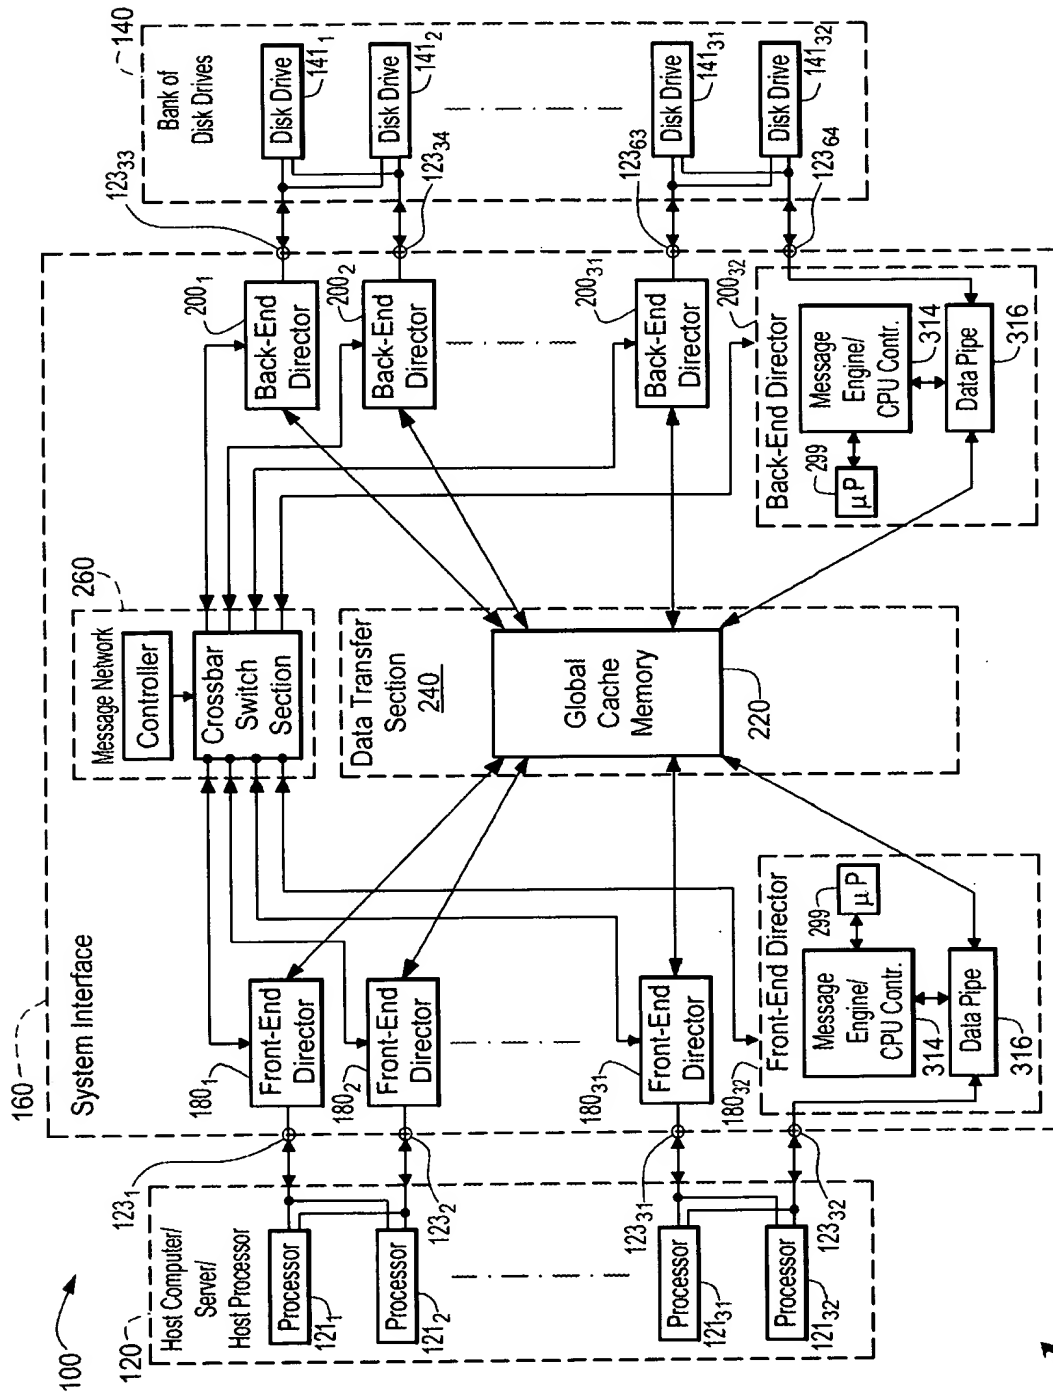 100
120
Host Computer/
Server/
Host Processor
Processor
121₁
Processor
121₂
Processor
121₃₁
Processor
121₃₂
123₁
123₂
123₃₁
123₃₂
160
System Interface
180₁
Front-End
Director
180₂
Front-End
Director
180₃₁
Front-End
Director
180₃₂
Front-End Director
Message
Engine/
CPU Contr.
314
299
μP
Data Pipe
316
260
Message Network
Controller
Crossbar
Switch
Section
Data Transfer
Section
240
Global
Cache
Memory
220
200₁
Back-End
Director
200₂
Back-End
Director
200₃₁
Back-End
Director
200₃₂
Back-End Director
299
μP
Message
Engine/
CPU Contr.
314
Data Pipe
316
123₃₃
123₃₄
123₆₃
123₆₄
140
Bank of
Disk Drives
Disk Drive
141₁
Disk Drive
141₂
Disk Drive
141₃₁
Disk Drive
141₃₂